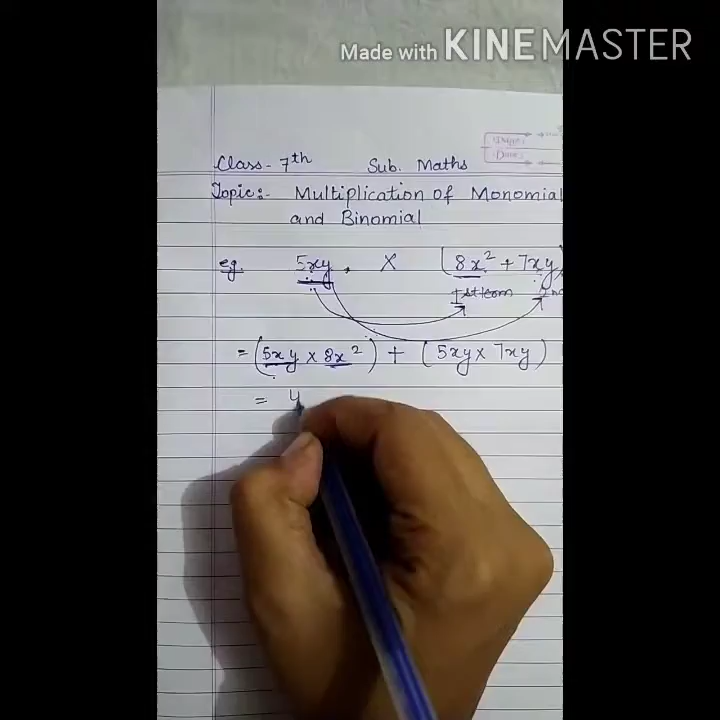 Made with KINEMASTER
Class - 7th Sub. Maths
Topic:- Multiplication of Monomial
and Binomial
eg. 5xy, × (8x² + 7xy)
1st term
= (5xy × 8x²) + (5xy × 7xy)
= 4